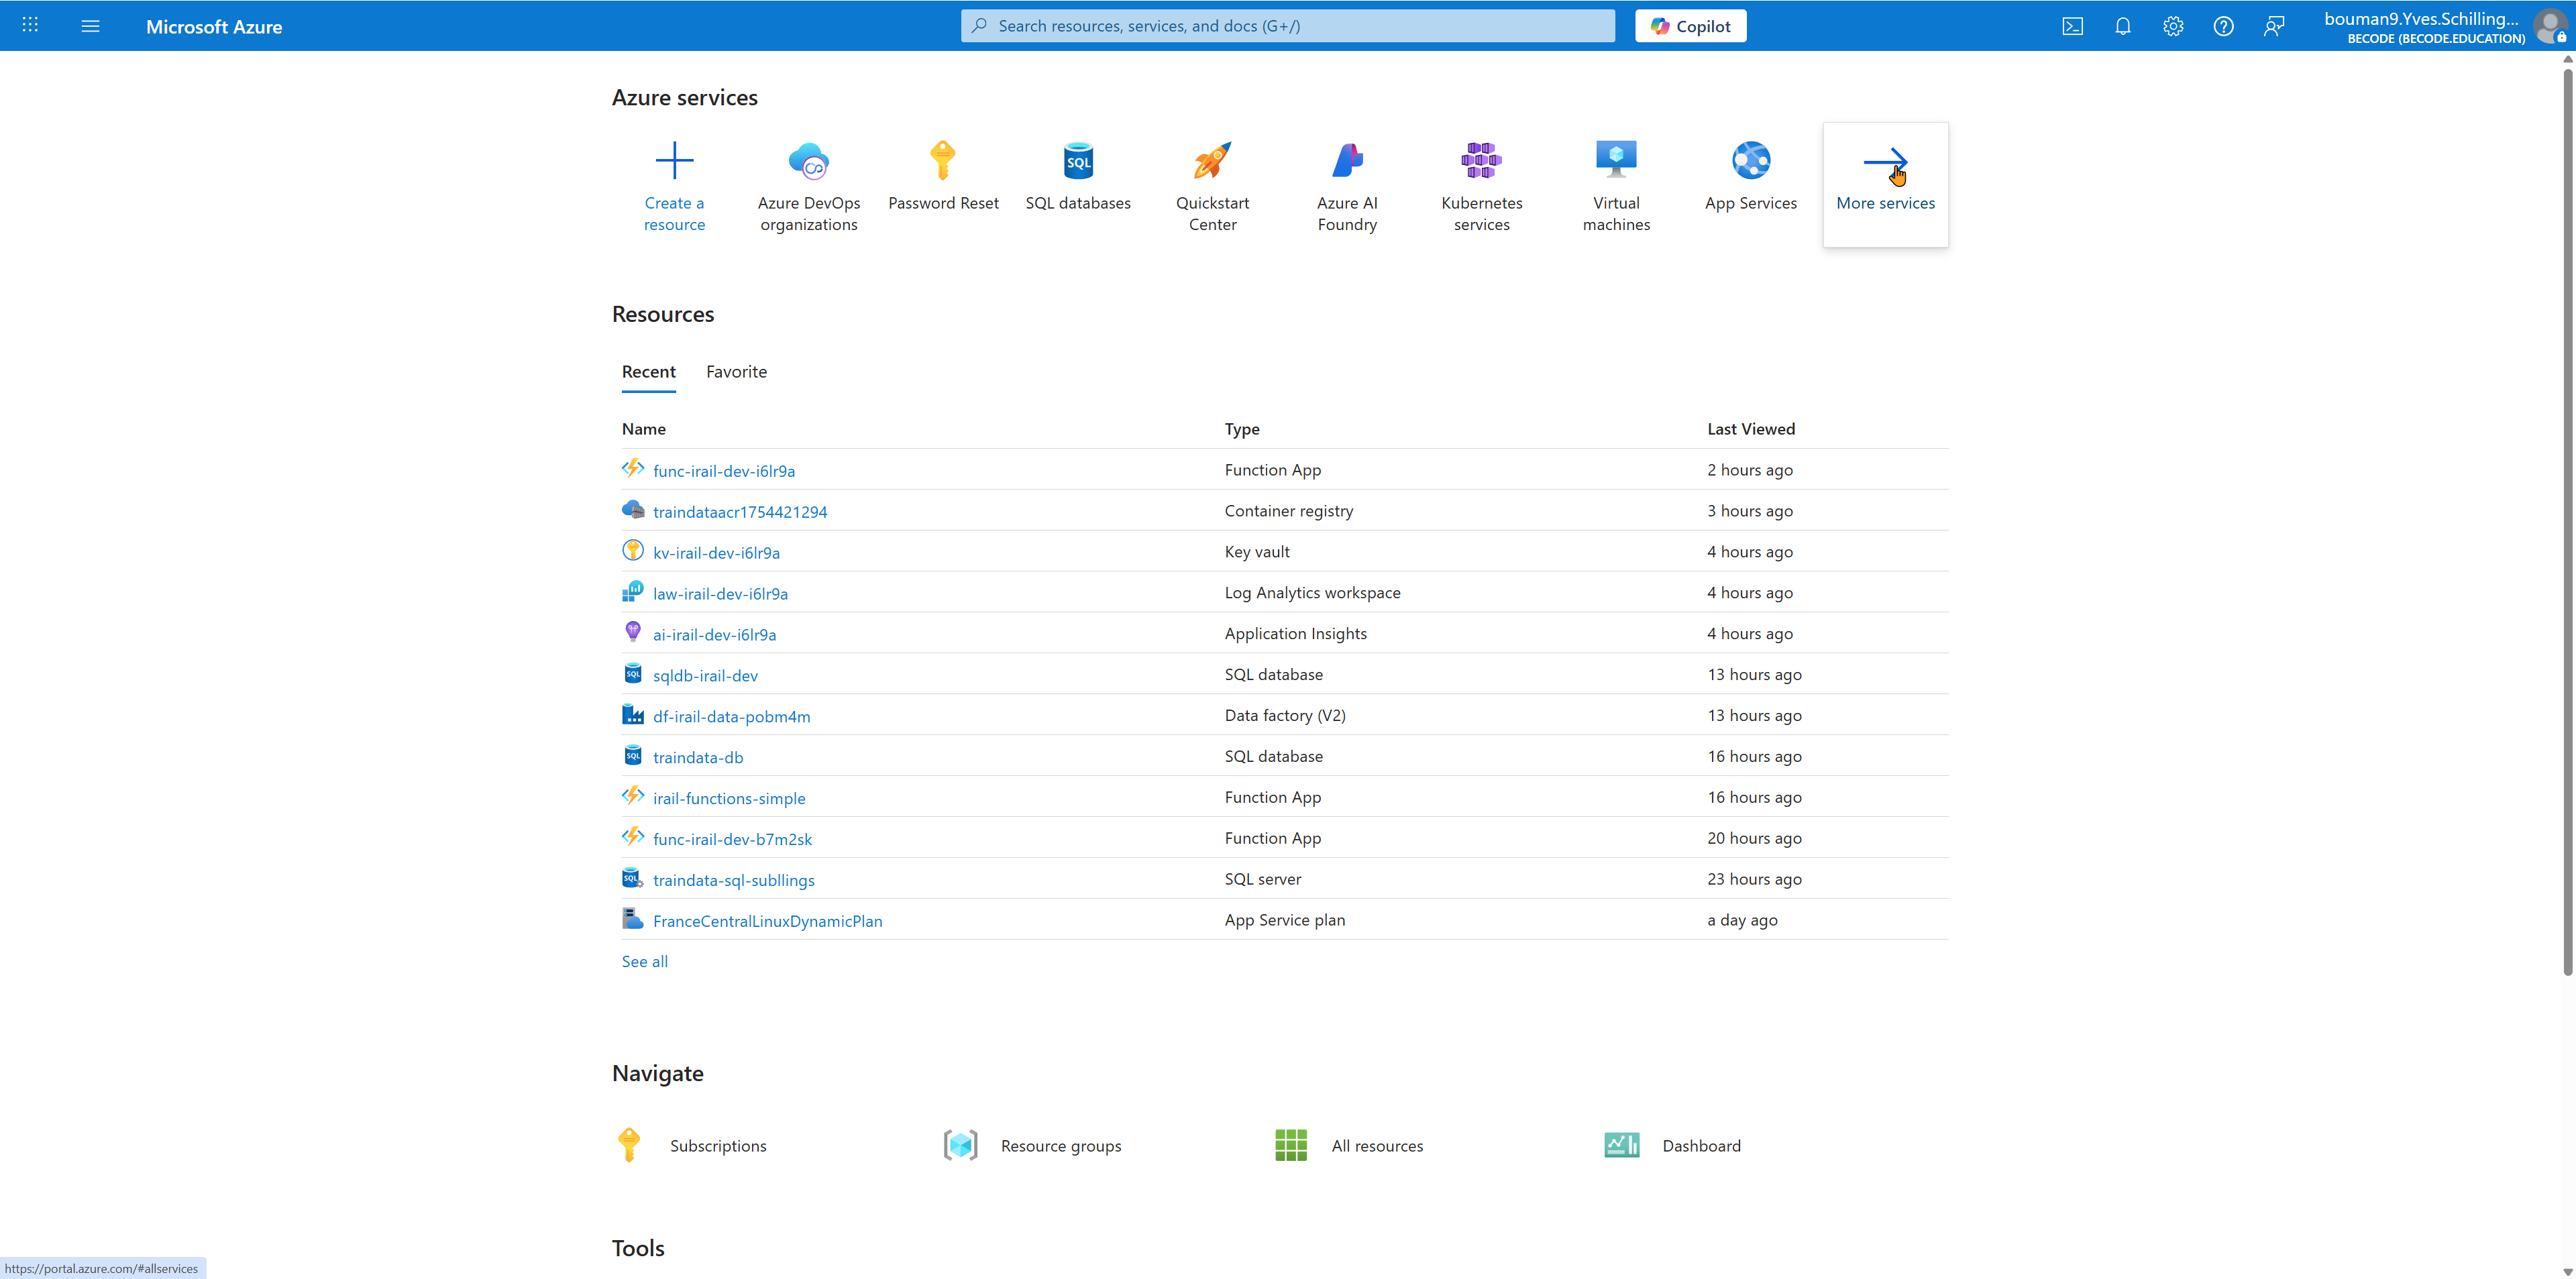 Microsoft Azure
Search resources, services, and docs (G+/)
Copilot
bouman9.Yves.Schilling...
BECODE (BECODE.EDUCATION)
Azure services
Create a resource
Azure DevOps organizations
Password Reset
SQL databases
Quickstart Center
Azure AI Foundry
Kubernetes services
Virtual machines
App Services
More services
Resources
Recent Favorite
Name Type Last Viewed
func-irail-dev-i6lr9a Function App 2 hours ago
traindataacr1754421294 Container registry 3 hours ago
kv-irail-dev-i6lr9a Key vault 4 hours ago
law-irail-dev-i6lr9a Log Analytics workspace 4 hours ago
ai-irail-dev-i6lr9a Application Insights 4 hours ago
SQL sqldb-irail-dev SQL database 13 hours ago
df-irail-data-pobm4m Data factory (V2) 13 hours ago
SQL traindata-db SQL database 16 hours ago
irail-functions-simple Function App 16 hours ago
func-irail-dev-b7m2sk Function App 20 hours ago
SQL traindata-sql-subllings SQL server 23 hours ago
FranceCentralLinuxDynamicPlan App Service plan a day ago
See all
Navigate
Subscriptions Resource groups All resources Dashboard
Tools
https://portal.azure.com/#allservices